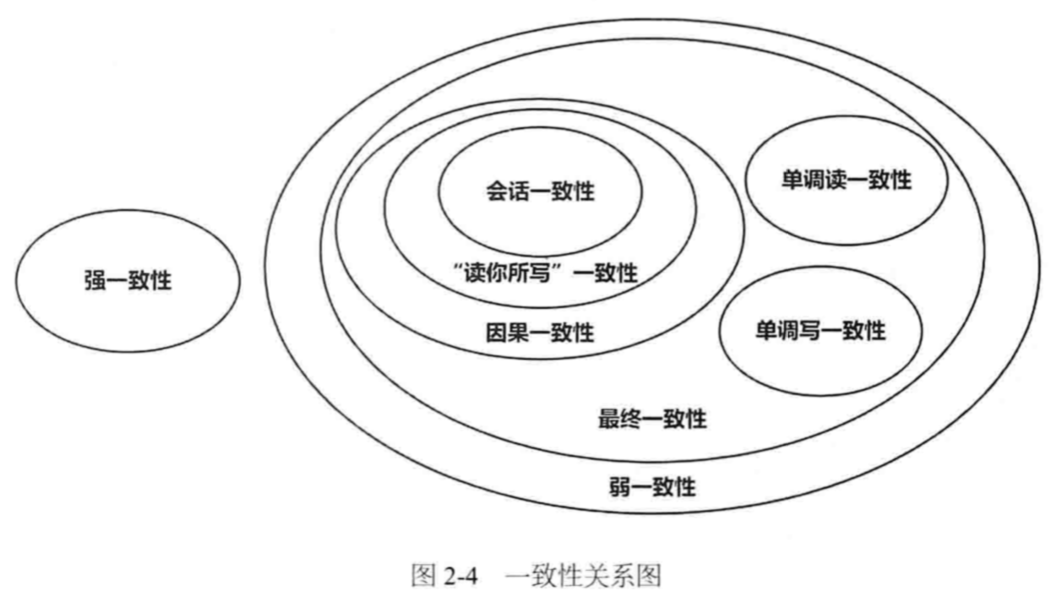 会话一致性
单调读一致性
强一致性
“读你所写”一致性
因果一致性
单调写一致性
最终一致性
弱一致性
图 2-4 一致性关系图